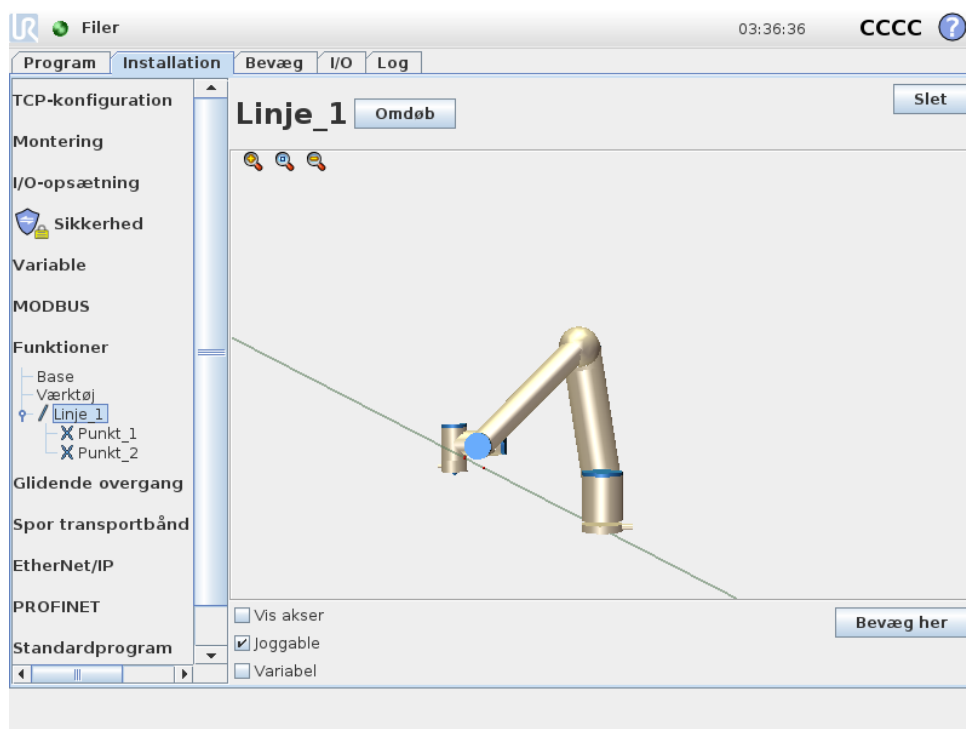 UR Filer 03:36:36 CCCC ?
Program Installation Bevæg I/O Log
TCP-konfiguration
Montering
I/O-opsætning
Sikkerhed
Variable
MODBUS
Funktioner
Base
Værktøj
Linje_1
Punkt_1
Punkt_2
Glidende overgang
Spor transportbånd
EtherNet/IP
PROFINET
Standardprogram
Linje_1 Omdøb Slet
Vis akser
Joggable
Variabel
Bevæg her